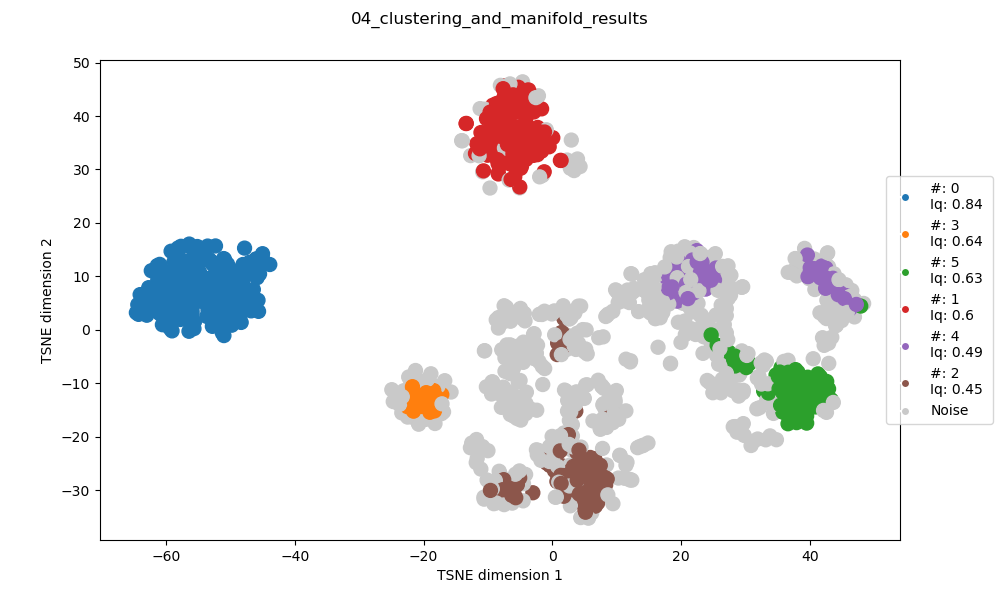 04_clustering_and_manifold_results
50
40
30
20
10
0
−10
−20
−30
TSNE dimension 2
−60
−40
−20
0
20
40
TSNE dimension 1
#: 0
Iq: 0.84
#: 3
Iq: 0.64
#: 5
Iq: 0.63
#: 1
Iq: 0.6
#: 4
Iq: 0.49
#: 2
Iq: 0.45
Noise